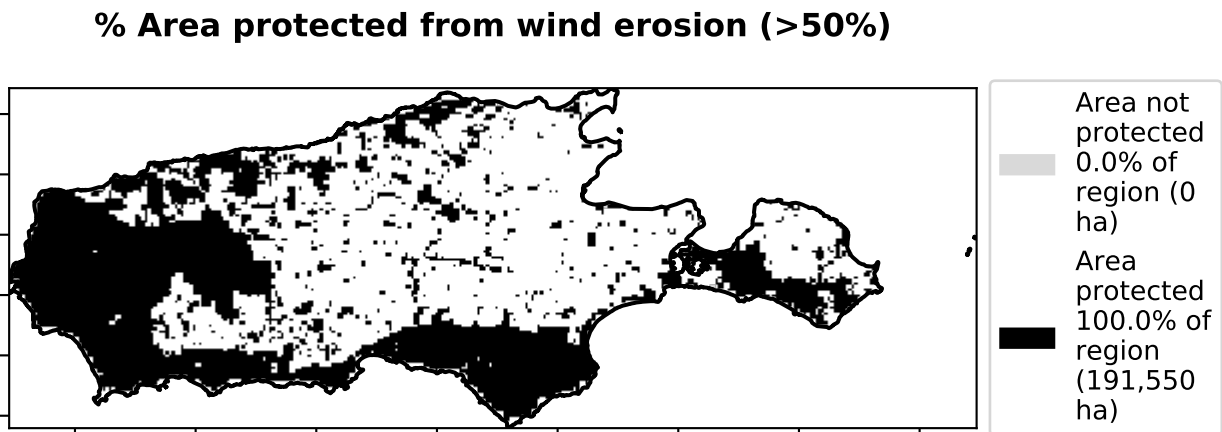 % Area protected from wind erosion (>50%)
Area not
protected
0.0% of
region (0
ha)
Area
protected
100.0% of
region
(191,550
ha)